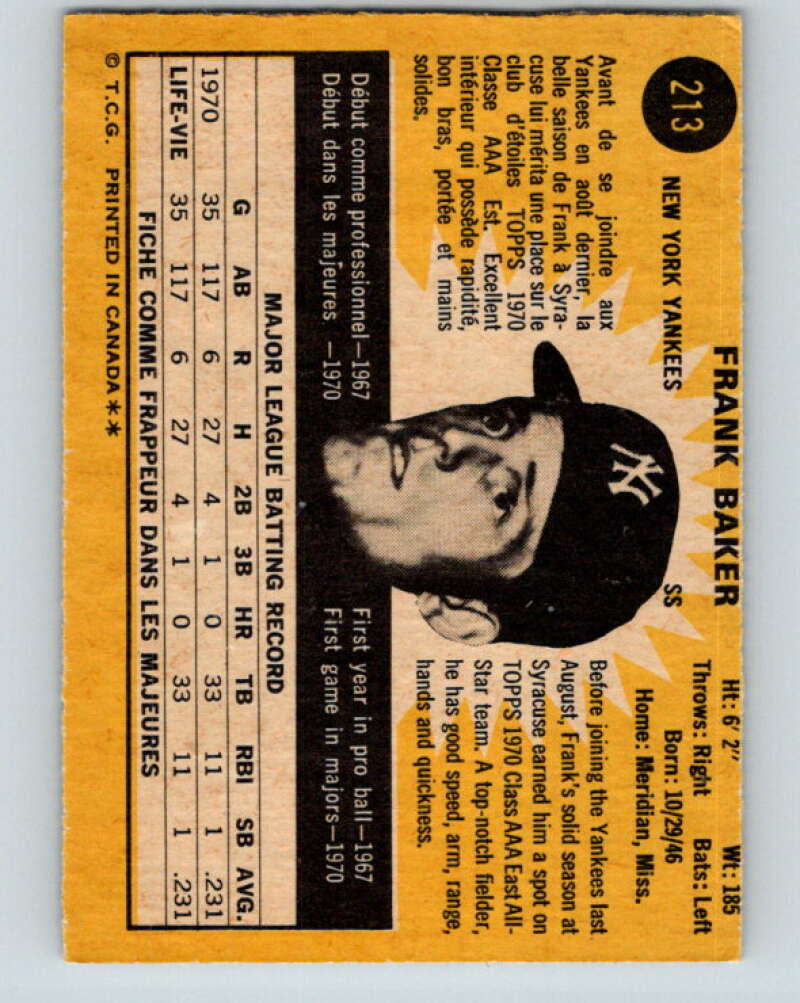 213
FRANK BAKER
NEW YORK YANKEES
SS
Ht: 6' 2" Wt: 185
Throws: Right Bats: Left
Born: 10/29/46
Home: Meridian, Miss.
Avant de se joindre aux
Yankees en août dernier, la
belle saison de Frank à Syra-
cuse lui mérita une place sur le
club d'étoiles TOPPS 1970
Classe AAA Est. Excellent
intérieur qui possède rapidité,
bon bras, portée et mains
solides.
NY
Before joining the Yankees last
August, Frank's solid season at
Syracuse earned him a spot on
TOPPS 1970 Class AAA East All-
Star team. A top-notch fielder,
he has good speed, arm, range,
hands and quickness.
Début comme professionnel—1967
Début dans les majeures —1970
First year in pro ball—1967
First game in majors—1970
MAJOR LEAGUE BATTING RECORD
G AB R H 2B 3B HR TB RBI SB AVG.
1970 35 117 6 27 4 1 0 33 11 1 .231
LIFE-VIE 35 117 6 27 4 1 0 33 11 1 .231
FICHE COMME FRAPPEUR DANS LES MAJEURES
© T.C.G. PRINTED IN CANADA**